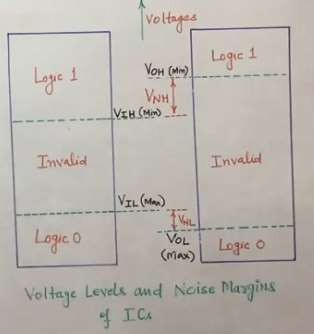 Voltages
Logic 1
Invalid
Logic 0
VOH (Min)
VNH
VIH (Min)
VIL (Max)
VNL
VOL
(Max)
Logic 1
Invalid
Logic 0
Voltage Levels and Noise Margins
of ICs